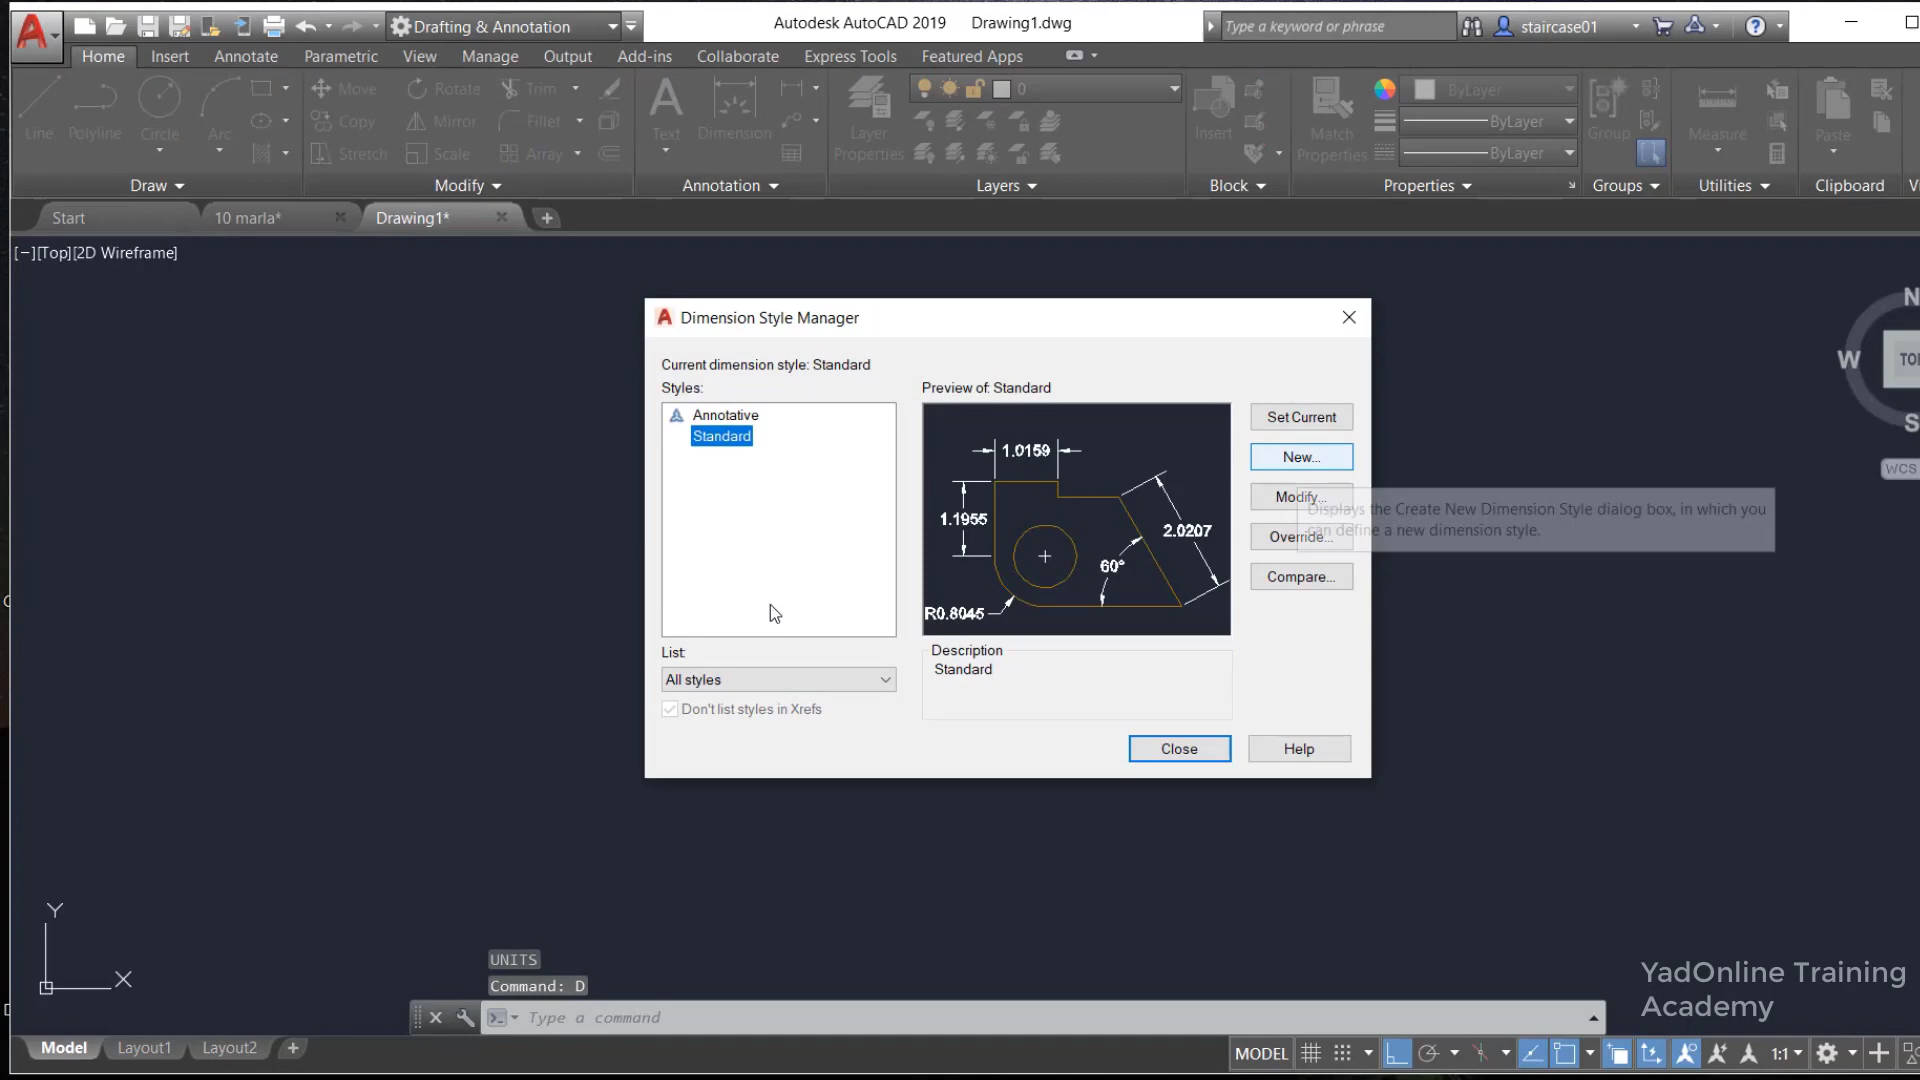 Drafting & Annotation
Autodesk AutoCAD 2019 Drawing1.dwg
Type a keyword or phrase
staircase01
Home Insert Annotate Parametric View Manage Output Add-ins Collaborate Express Tools Featured Apps
Line Polyline Circle Arc
Move Rotate Trim
Copy Mirror Fillet
Stretch Scale Array
Text Dimension
Layer Properties
0
Insert
Match Properties
ByLayer
ByLayer
ByLayer
Group
Measure
Paste
Draw Modify Annotation Layers Block Properties Groups Utilities Clipboard
Start 10 marla* Drawing1*
[−][Top][2D Wireframe]
N
W
S
WCS
Dimension Style Manager
Current dimension style: Standard
Styles:
Preview of: Standard
Annotative
Standard
1.0159
1.1955
2.0207
60°
R0.8045
Set Current
New...
Modify...
Override...
Compare...
Displays the Create New Dimension Style dialog box, in which you
can define a new dimension style.
List:
All styles
Don't list styles in Xrefs
Description
Standard
Close
Help
Y
X
UNITS
Command: D
Type a command
YadOnline Training
Academy
Model Layout1 Layout2
MODEL
1:1